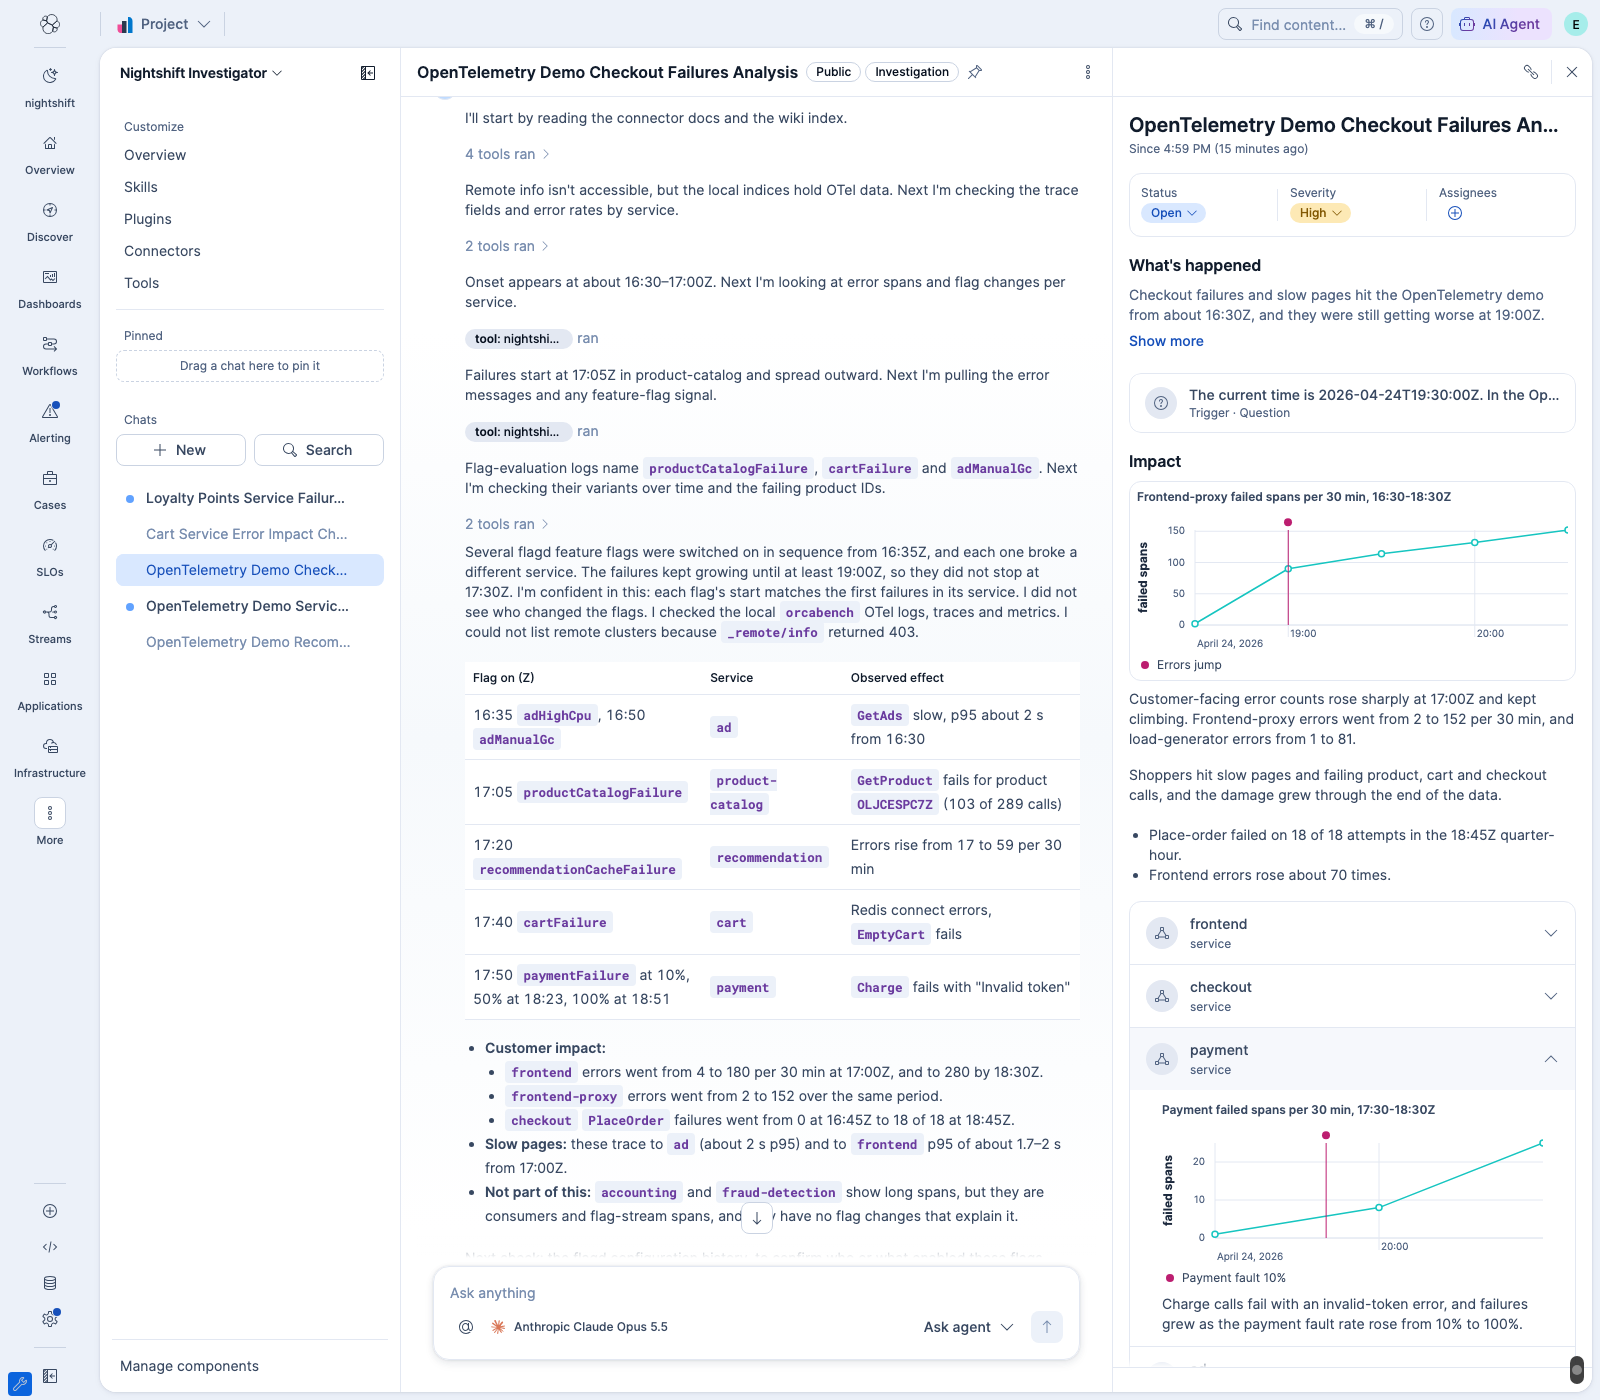 Project
Find content...
⌘ /
AI Agent
E
nightshift
Overview
Discover
Dashboards
Workflows
Alerting
Cases
SLOs
Streams
Applications
Infrastructure
More
Nightshift Investigator
Customize
Overview
Skills
Plugins
Connectors
Tools
Pinned
Drag a chat here to pin it
Chats
New
Search
Loyalty Points Service Failur...
Cart Service Error Impact Ch...
OpenTelemetry Demo Check...
OpenTelemetry Demo Servic...
OpenTelemetry Demo Recom...
Manage components
OpenTelemetry Demo Checkout Failures Analysis
Public
Investigation
I'll start by reading the connector docs and the wiki index.
4 tools ran
Remote info isn't accessible, but the local indices hold OTel data. Next I'm checking the trace
fields and error rates by service.
2 tools ran
Onset appears at about 16:30–17:00Z. Next I'm looking at error spans and flag changes per
service.
tool: nightshi... ran
Failures start at 17:05Z in product-catalog and spread outward. Next I'm pulling the error
messages and any feature-flag signal.
tool: nightshi... ran
Flag-evaluation logs name productCatalogFailure, cartFailure and adManualGc. Next
I'm checking their variants over time and the failing product IDs.
2 tools ran
Several flagd feature flags were switched on in sequence from 16:35Z, and each one broke a
different service. The failures kept growing until at least 19:00Z, so they did not stop at
17:30Z. I'm confident in this: each flag's start matches the first failures in its service. I did not
see who changed the flags. I checked the local orcabench OTel logs, traces and metrics. I
could not list remote clusters because _remote/info returned 403.
Flag on (Z)
Service
Observed effect
16:35 adHighCpu, 16:50
adManualGc
ad
GetAds slow, p95 about 2 s
from 16:30
17:05 productCatalogFailure
product-
catalog
GetProduct fails for product
OLJCESPC7Z (103 of 289 calls)
17:20
recommendationCacheFailure
recommendation
Errors rise from 17 to 59 per 30
min
17:40 cartFailure
cart
Redis connect errors,
EmptyCart fails
17:50 paymentFailure at 10%,
50% at 18:23, 100% at 18:51
payment
Charge fails with "Invalid token"
Customer impact:
frontend errors went from 4 to 180 per 30 min at 17:00Z, and to 280 by 18:30Z.
frontend-proxy errors went from 2 to 152 over the same period.
checkout PlaceOrder failures went from 0 at 16:45Z to 18 of 18 at 18:45Z.
Slow pages: these trace to ad (about 2 s p95) and to frontend p95 of about 1.7–2 s
from 17:00Z.
Not part of this: accounting and fraud-detection show long spans, but they are
consumers and flag-stream spans, and have no flag changes that explain it.
Ask anything
@
Anthropic Claude Opus 5.5
Ask agent
OpenTelemetry Demo Checkout Failures An...
Since 4:59 PM (15 minutes ago)
Status
Open
Severity
High
Assignees
What's happened
Checkout failures and slow pages hit the OpenTelemetry demo
from about 16:30Z, and they were still getting worse at 19:00Z.
Show more
The current time is 2026-04-24T19:30:00Z. In the Op...
Trigger · Question
Impact
Frontend-proxy failed spans per 30 min, 16:30-18:30Z
failed spans
150
100
50
0
19:00
20:00
April 24, 2026
Errors jump
Customer-facing error counts rose sharply at 17:00Z and kept
climbing. Frontend-proxy errors went from 2 to 152 per 30 min, and
load-generator errors from 1 to 81.
Shoppers hit slow pages and failing product, cart and checkout
calls, and the damage grew through the end of the data.
Place-order failed on 18 of 18 attempts in the 18:45Z quarter-
hour.
Frontend errors rose about 70 times.
frontend
service
checkout
service
payment
service
Payment failed spans per 30 min, 17:30-18:30Z
failed spans
20
10
0
20:00
April 24, 2026
Payment fault 10%
Charge calls fail with an invalid-token error, and failures
grew as the payment fault rate rose from 10% to 100%.